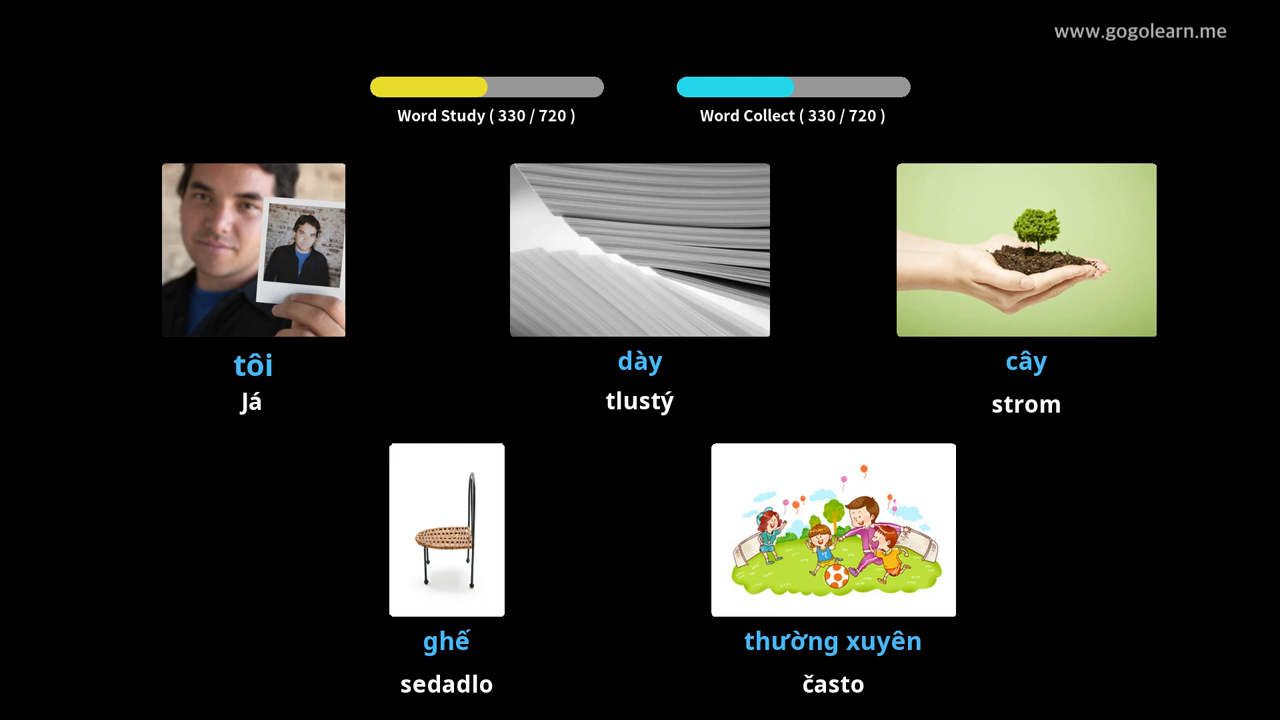 www.gogolearn.me
Word Study ( 330 / 720 )
Word Collect ( 330 / 720 )
tôi
Já
dày
tlustý
cây
strom
ghế
sedadlo
thường xuyên
často